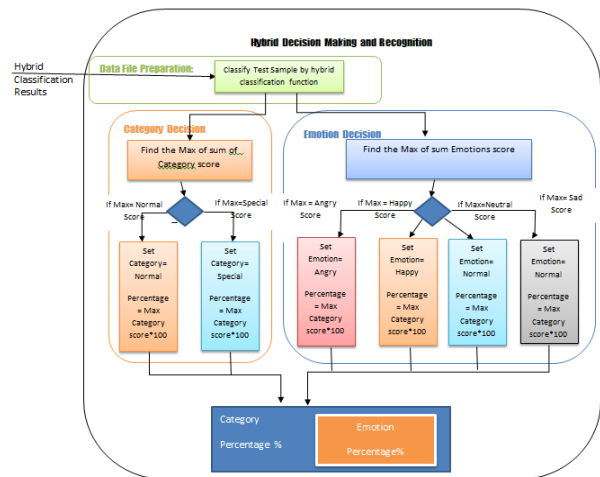 Hybrid Decision Making and Recognition
Hybrid
Classification
Results
Data File Preparation:
Classify Test Sample by hybrid
classification function
Category Decision
Find the Max of sum of
Category score
If Max= Normal
Score
If Max=Special
Score
Set
Category=
Normal
Percentage
= Max
Category
score*100
Set
Category=
Special
Percentage
= Max
Category
score*100
Emotion Decision
Find the Max of sum Emotions score
If Max = Angry
Score
If Max = Happy
Score
If Max=Neutral
Score
If Max= Sad
Score
Set
Emotion=
Angry
Percentage
= Max
Category
score*100
Set
Emotion=
Happy
Percentage
= Max
Category
score*100
Set
Emotion=
Normal
Percentage
= Max
Category
score*100
Set
Emotion=
Normal
Percentage
= Max
Category
score*100
Category
Percentage %
Emotion
Percentage%